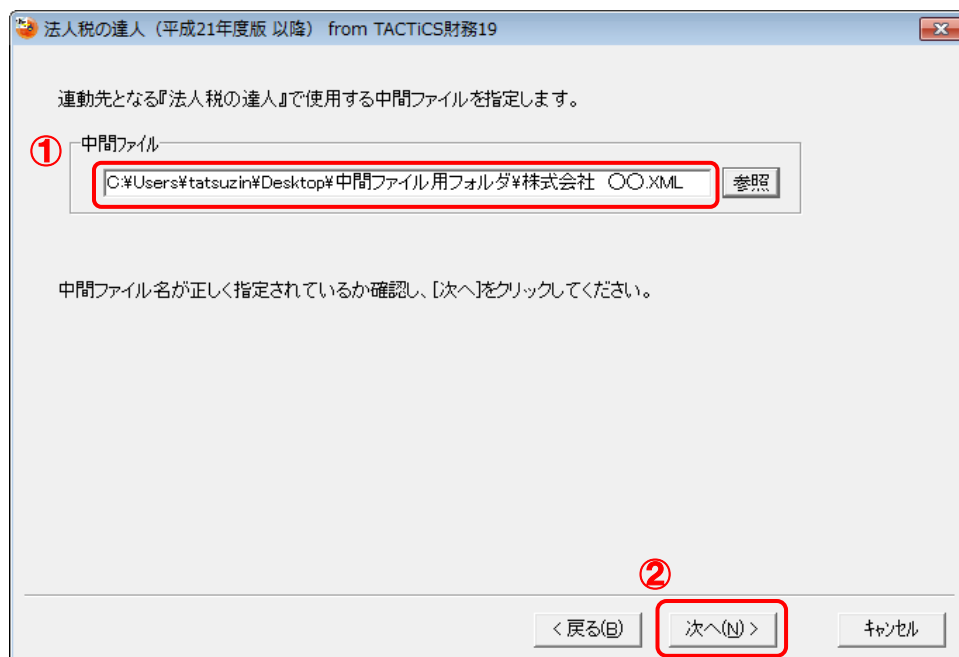 法人税の達人（平成21年度版 以降） from TACTiCS財務19
連動先となる『法人税の達人』で使用する中間ファイルを指定します。
①
中間ファイル
C:¥Users¥tatsuzin¥Desktop¥中間ファイル用フォルダ¥株式会社　〇〇.XML
参照
中間ファイル名が正しく指定されているか確認し、[次へ]をクリックしてください。
②
< 戻る(B)
次へ(N) >
キャンセル